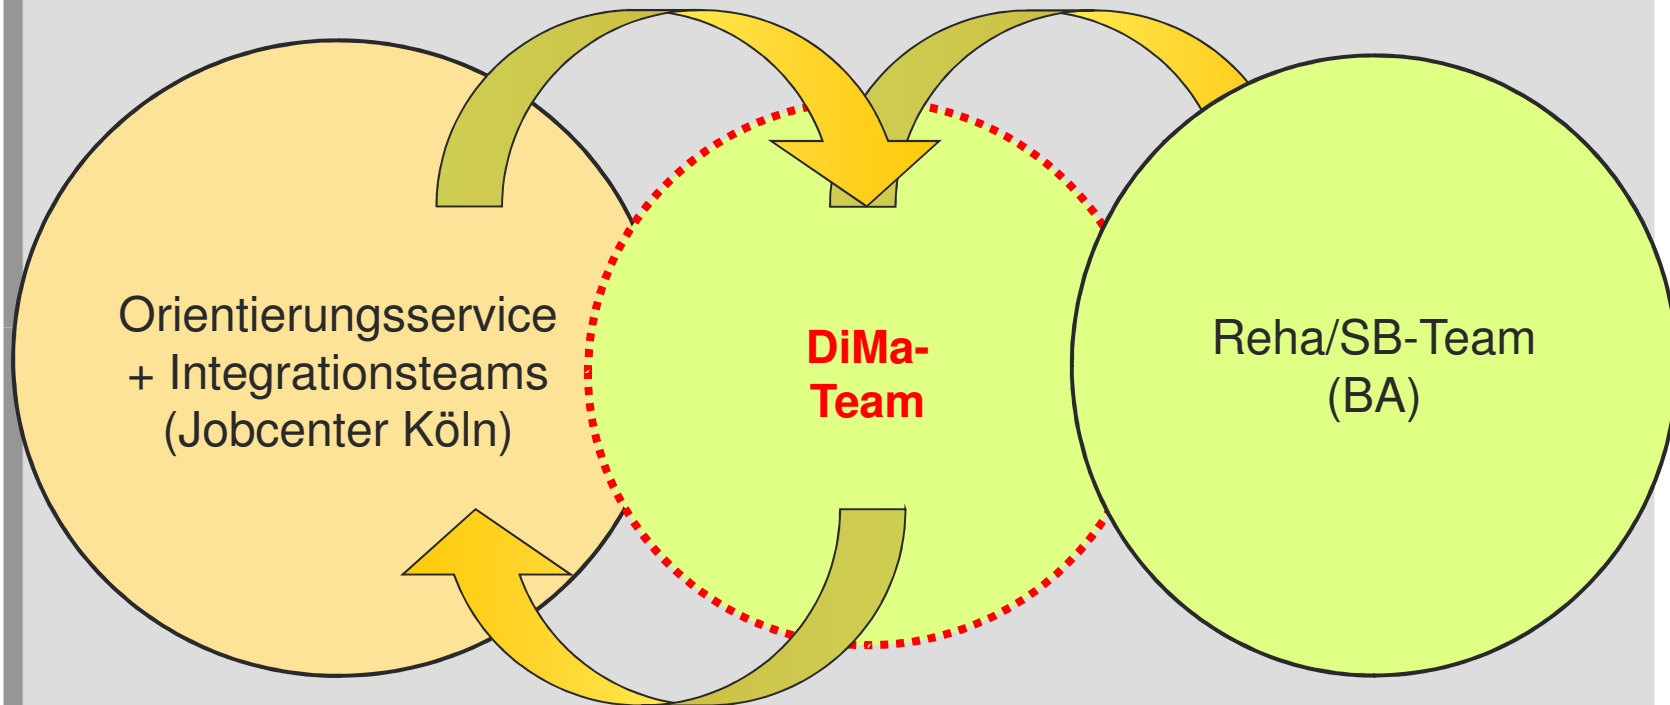 Orientierungsservice
+ Integrationsteams
(Jobcenter Köln)
DiMa-
Team
Reha/SB-Team
(BA)